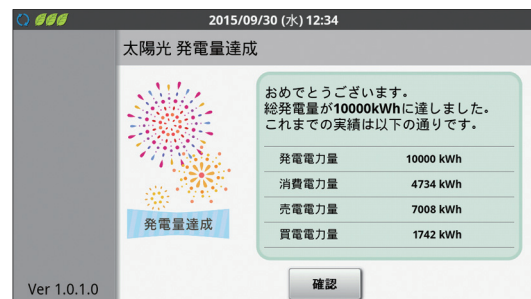 2015/09/30 (水) 12:34
太陽光 発電量達成
おめでとうございます。
総発電量が10000kWhに達しました。
これまでの実績は以下の通りです。
発電電力量 10000 kWh
消費電力量 4734 kWh
売電電力量 7008 kWh
買電電力量 1742 kWh
発電量達成
確認
Ver 1.0.1.0